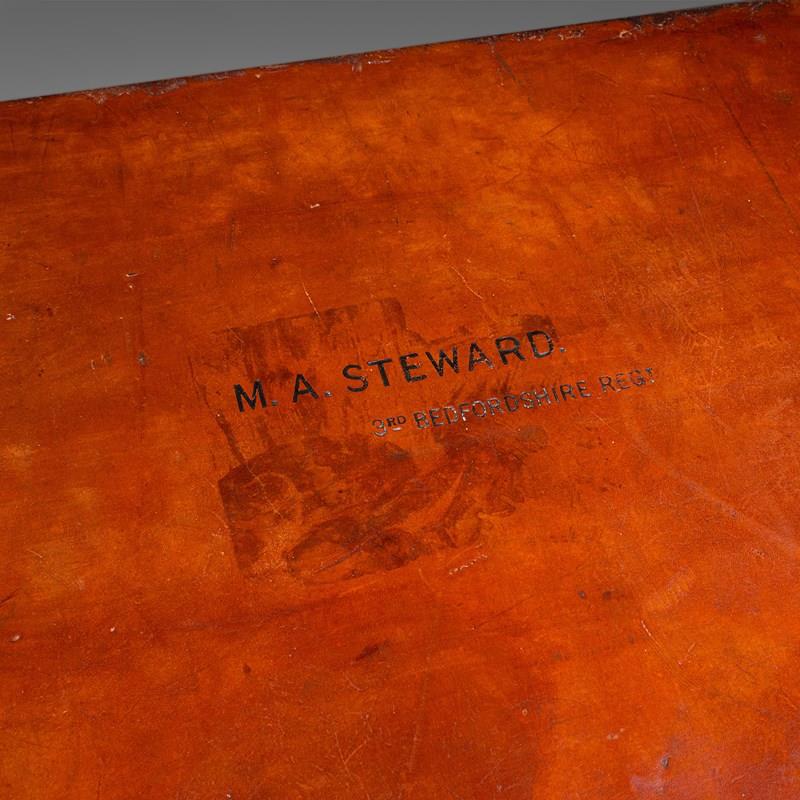 M. A. STEWARD.
3RD BEDFORDSHIRE REGT